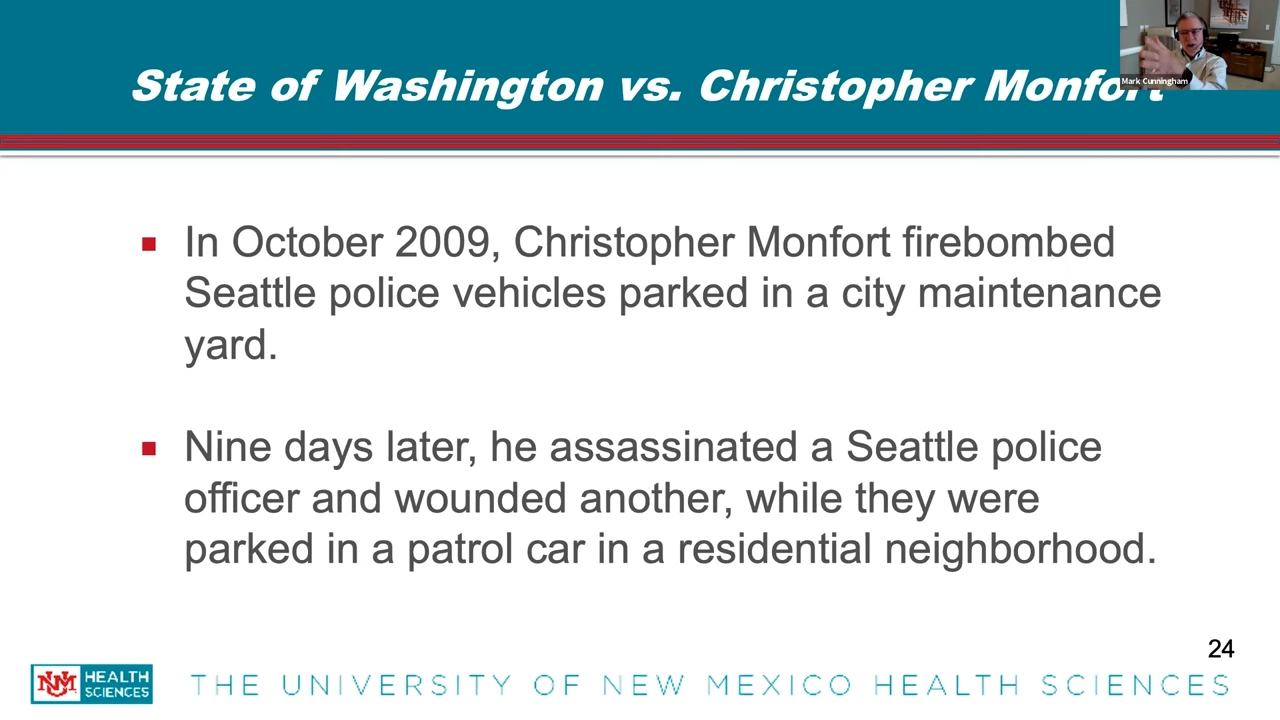 State of Washington vs. Christopher Monfort
Mark Cunningham
▪ In October 2009, Christopher Monfort firebombed
Seattle police vehicles parked in a city maintenance
yard.
▪ Nine days later, he assassinated a Seattle police
officer and wounded another, while they were
parked in a patrol car in a residential neighborhood.
24
UNM HEALTH
SCIENCES
THE UNIVERSITY OF NEW MEXICO HEALTH SCIENCES